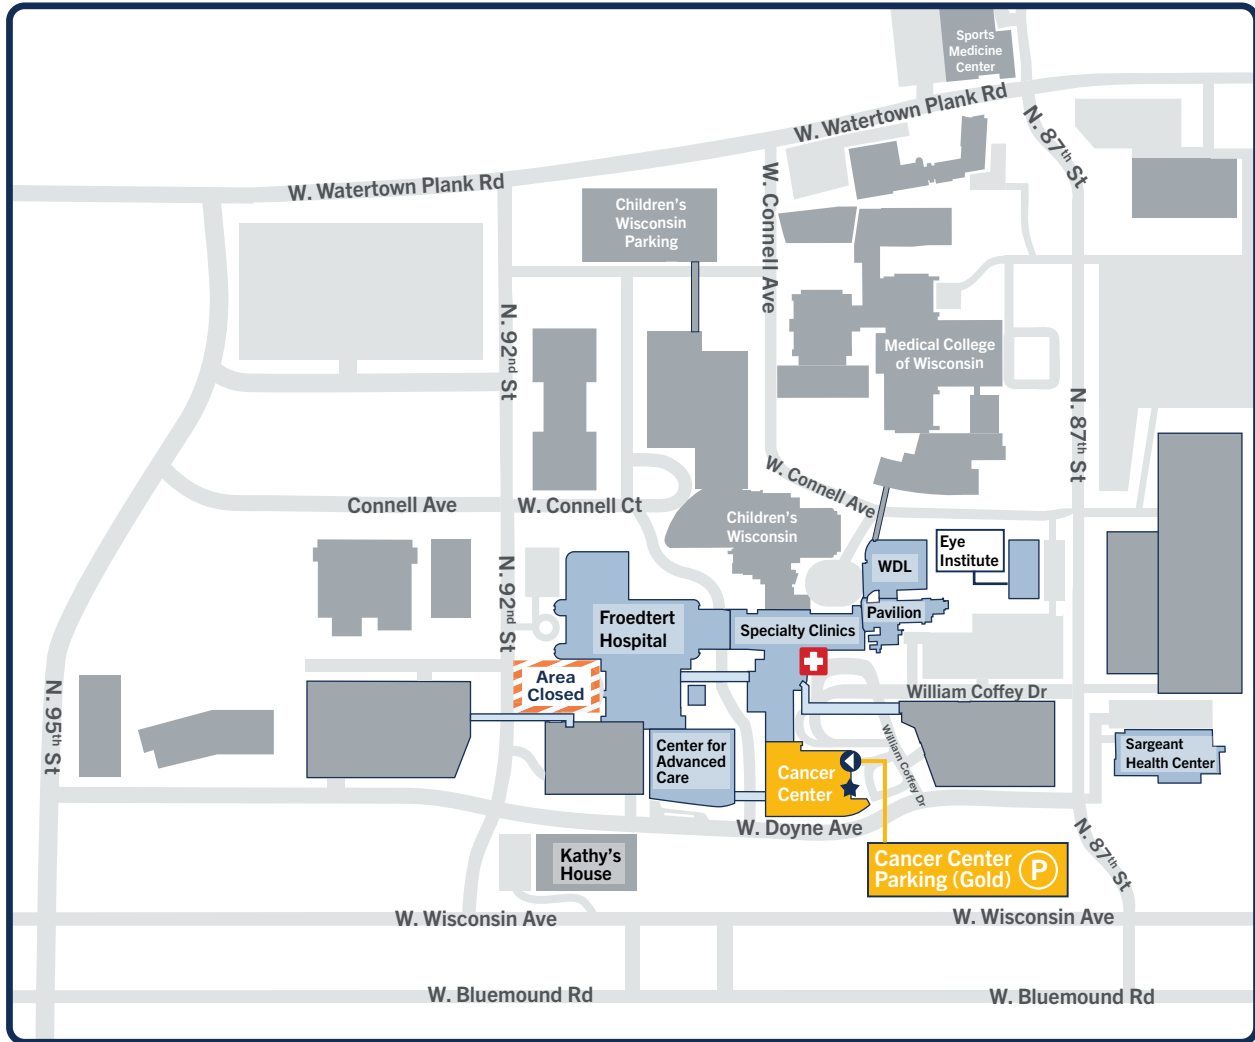 Sports
Medicine
Center
W. Watertown Plank Rd
N. 87th St
W. Watertown Plank Rd
W. Connell Ave
Children's
Wisconsin
Parking
N. 92nd St
Medical College
of Wisconsin
N. 87th St
W. Connell Ave
Connell Ave
W. Connell Ct
Children's
Wisconsin
Eye
Institute
WDL
N. 92nd St
Froedtert
Hospital
Specialty Clinics
Pavilion
Area
Closed
N. 95th St
William Coffey Dr
William Coffey Dr
Center for
Advanced
Care
Cancer
Center
Sargeant
Health Center
W. Doyne Ave
N. 87th St
Kathy's
House
Cancer Center
Parking (Gold)
P
W. Wisconsin Ave
W. Wisconsin Ave
W. Bluemound Rd
W. Bluemound Rd